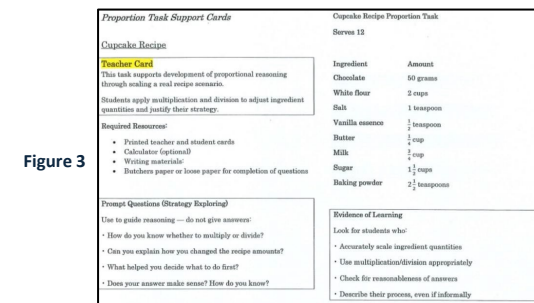 Figure 3
Proportion Task Support Cards
Cupcake Recipe
Teacher Card
This task supports development of proportional reasoning
through scaling a real recipe scenario.
Students apply multiplication and division to adjust ingredient
quantities and justify their strategy.
Required Resources:
• Printed teacher and student cards
• Calculator (optional)
• Writing materials:
• Butchers paper or loose paper for completion of questions
Prompt Questions (Strategy Exploring)
Use to guide reasoning — do not give answers:
· How do you know whether to multiply or divide?
· Can you explain how you changed the recipe amounts?
· What helped you decide what to do first?
· Does your answer make sense? How do you know?
Cupcake Recipe Proportion Task
Serves 12
Ingredient Amount
Chocolate 50 grams
White flour 2 cups
Salt 1 teaspoon
Vanilla essence ½ teaspoon
Butter cup
Milk cup
Sugar 1½ cups
Baking powder 2½ teaspoons
Evidence of Learning
Look for students who:
· Accurately scale ingredient quantities
· Use multiplication/division appropriately
· Check for reasonableness of answers
· Describe their process, even if informally